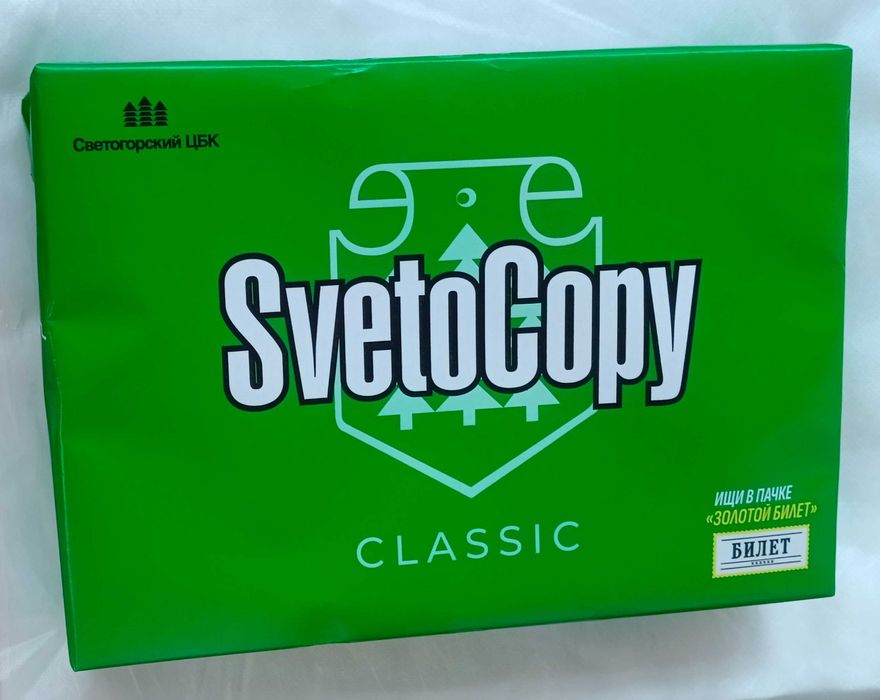 Светогорский ЦБК
SvetoCopy
CLASSIC
ИЩИ В ПАЧКЕ
«ЗОЛОТОЙ БИЛЕТ»
БИЛЕТ